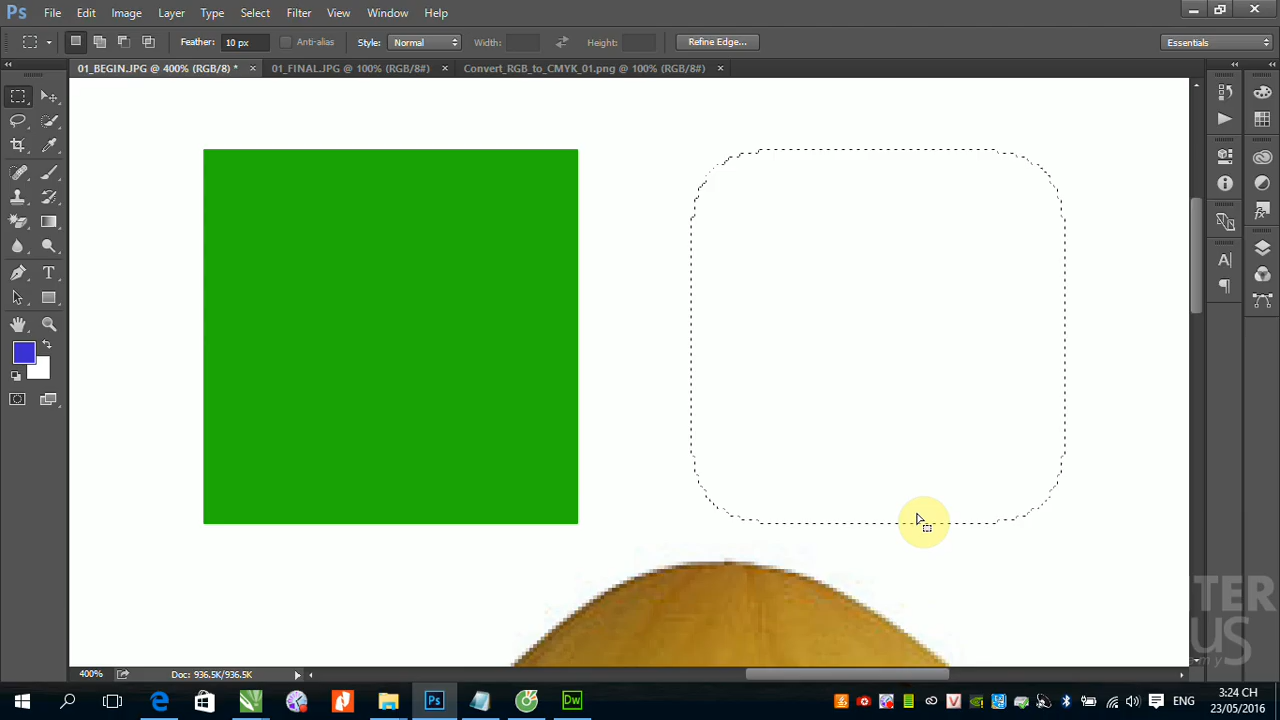 Ps File Edit Image Layer Type Select Filter View Window Help
Feather: 10 px Anti-alias Style: Normal Width: Height: Refine Edge... Essentials
01_BEGIN.JPG @ 400% (RGB/8) * 01_FINAL.JPG @ 100% (RGB/8#) Convert_RGB_to_CMYK_01.png @ 100% (RGB/8#)
400% Doc: 936.5K/936.5K
Ps Dw ENG 3:24 CH
23/05/2016